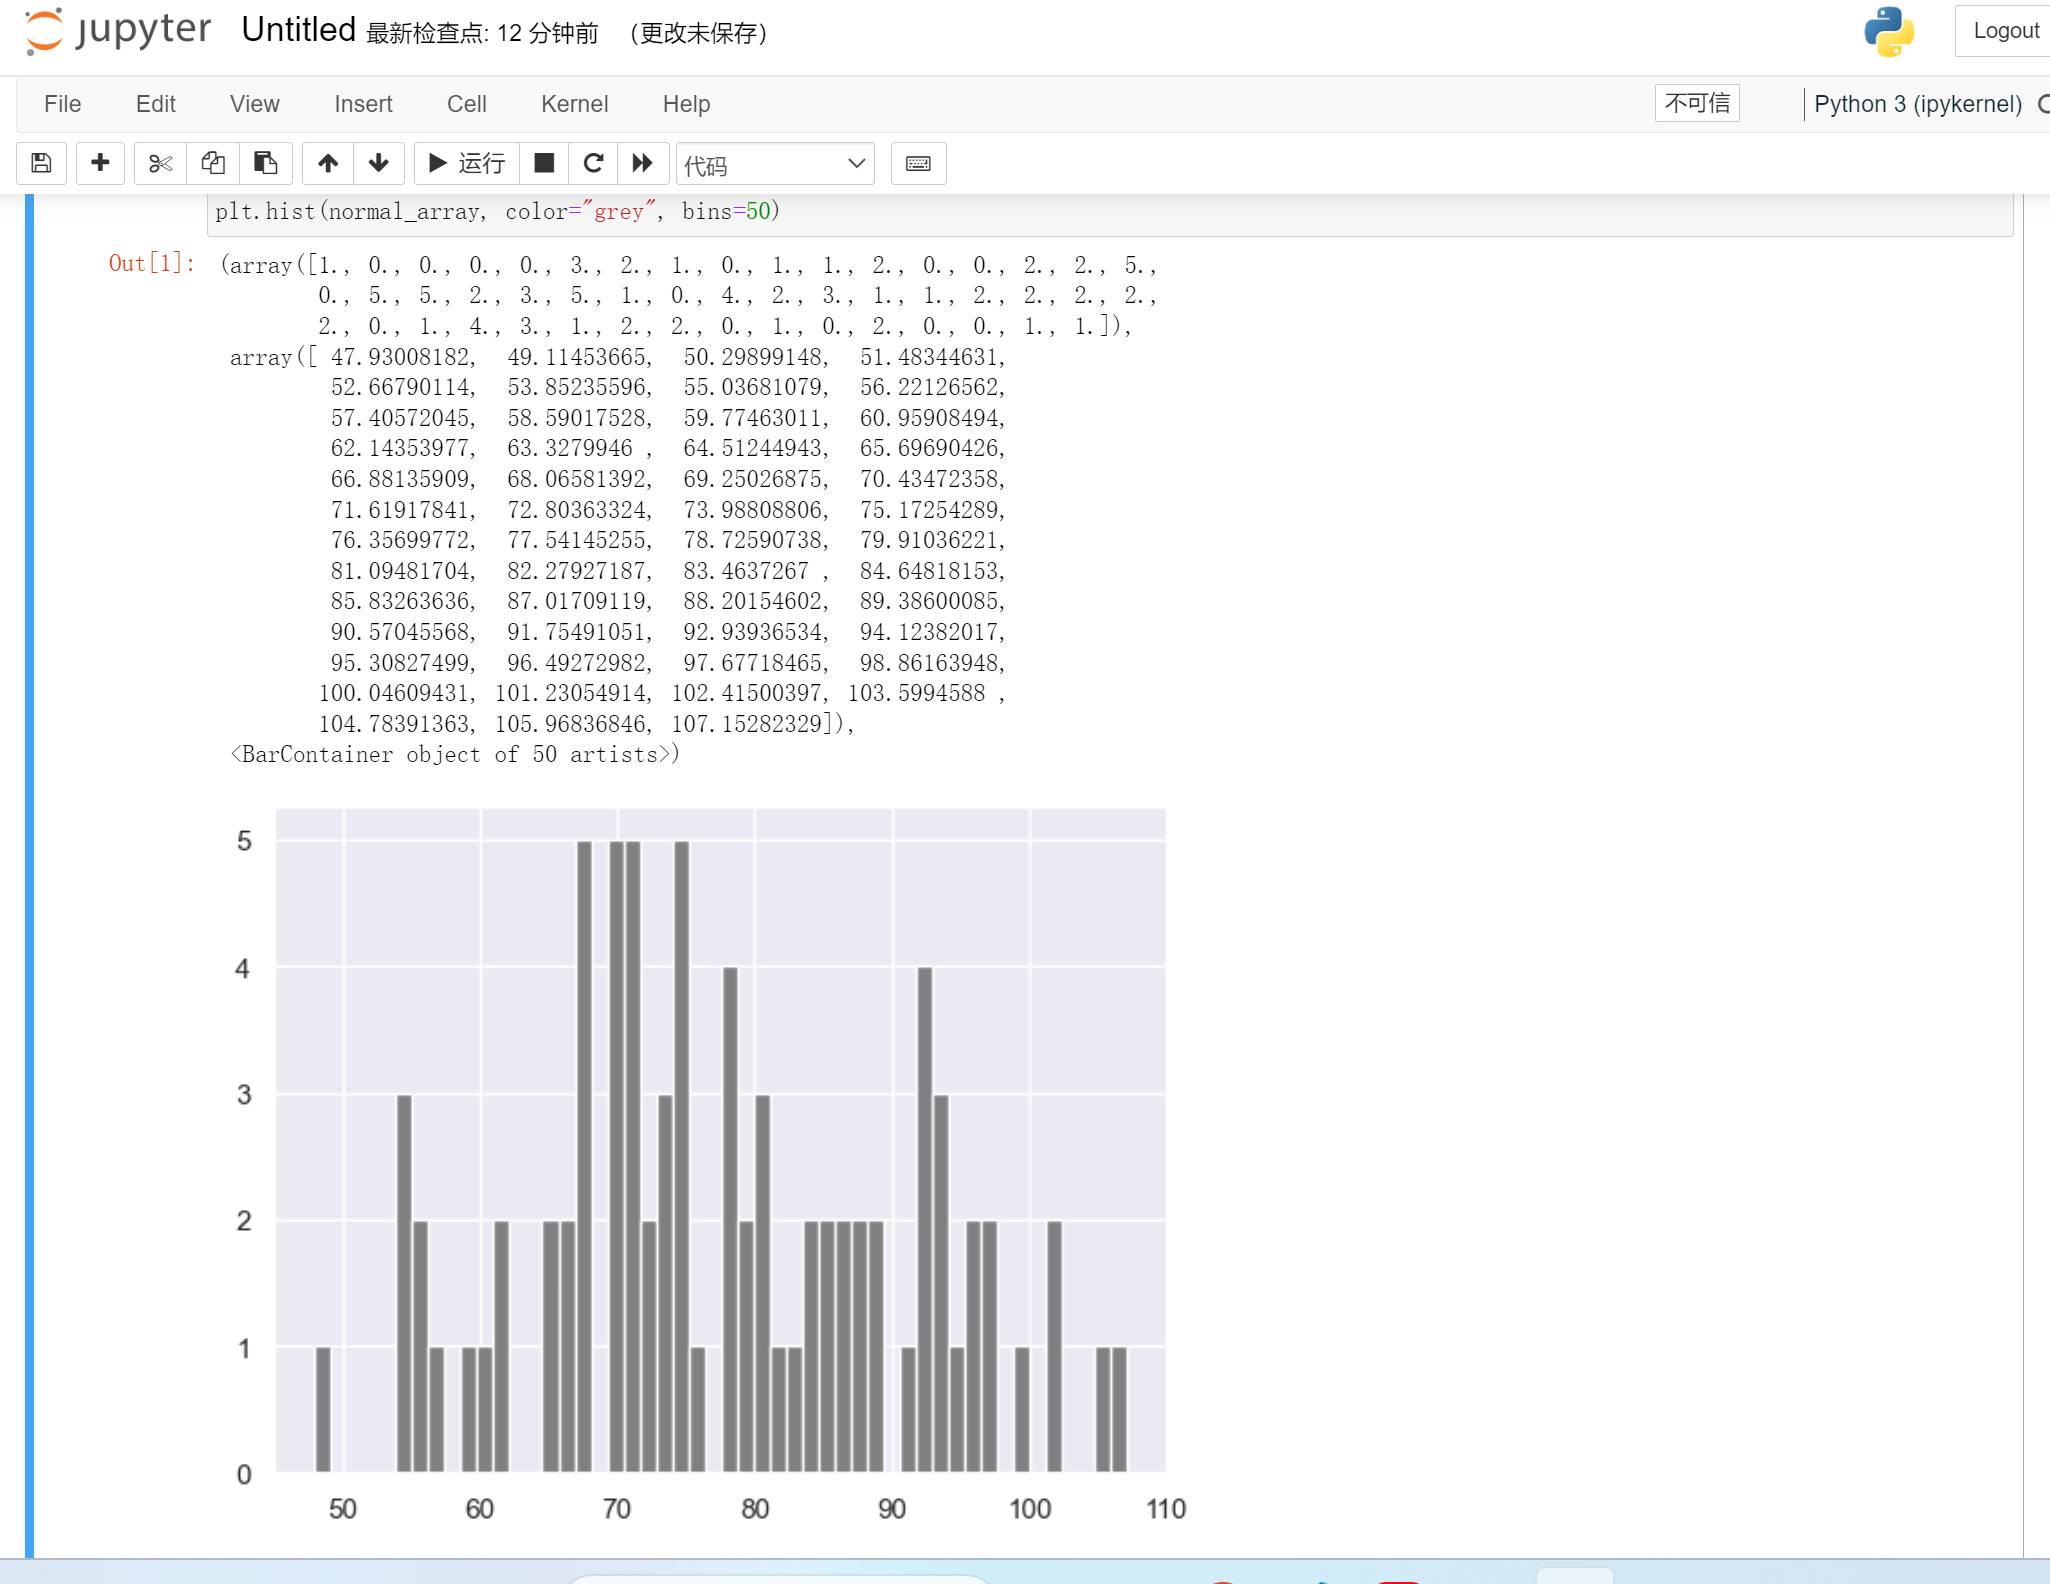 jupyter Untitled 最新检查点: 12 分钟前 (更改未保存) Logout
File Edit View Insert Cell Kernel Help 不可信 Python 3 (ipykernel)
运行 代码
plt.hist(normal_array, color="grey", bins=50)
Out[1]: (array([1., 0., 0., 0., 0., 3., 2., 1., 0., 1., 1., 2., 0., 0., 2., 2., 5.,
0., 5., 5., 2., 3., 5., 1., 0., 4., 2., 3., 1., 1., 2., 2., 2., 2.,
2., 0., 1., 4., 3., 1., 2., 2., 0., 1., 0., 2., 0., 0., 1., 1.]),
array([ 47.93008182, 49.11453665, 50.29899148, 51.48344631,
52.66790114, 53.85235596, 55.03681079, 56.22126562,
57.40572045, 58.59017528, 59.77463011, 60.95908494,
62.14353977, 63.3279946 , 64.51244943, 65.69690426,
66.88135909, 68.06581392, 69.25026875, 70.43472358,
71.61917841, 72.80363324, 73.98808806, 75.17254289,
76.35699772, 77.54145255, 78.72590738, 79.91036221,
81.09481704, 82.27927187, 83.4637267 , 84.64818153,
85.83263636, 87.01709119, 88.20154602, 89.38600085,
90.57045568, 91.75491051, 92.93936534, 94.12382017,
95.30827499, 96.49272982, 97.67718465, 98.86163948,
100.04609431, 101.23054914, 102.41500397, 103.5994588 ,
104.78391363, 105.96836846, 107.15282329]),
<BarContainer object of 50 artists>)
5
4
3
2
1
0
50 60 70 80 90 100 110